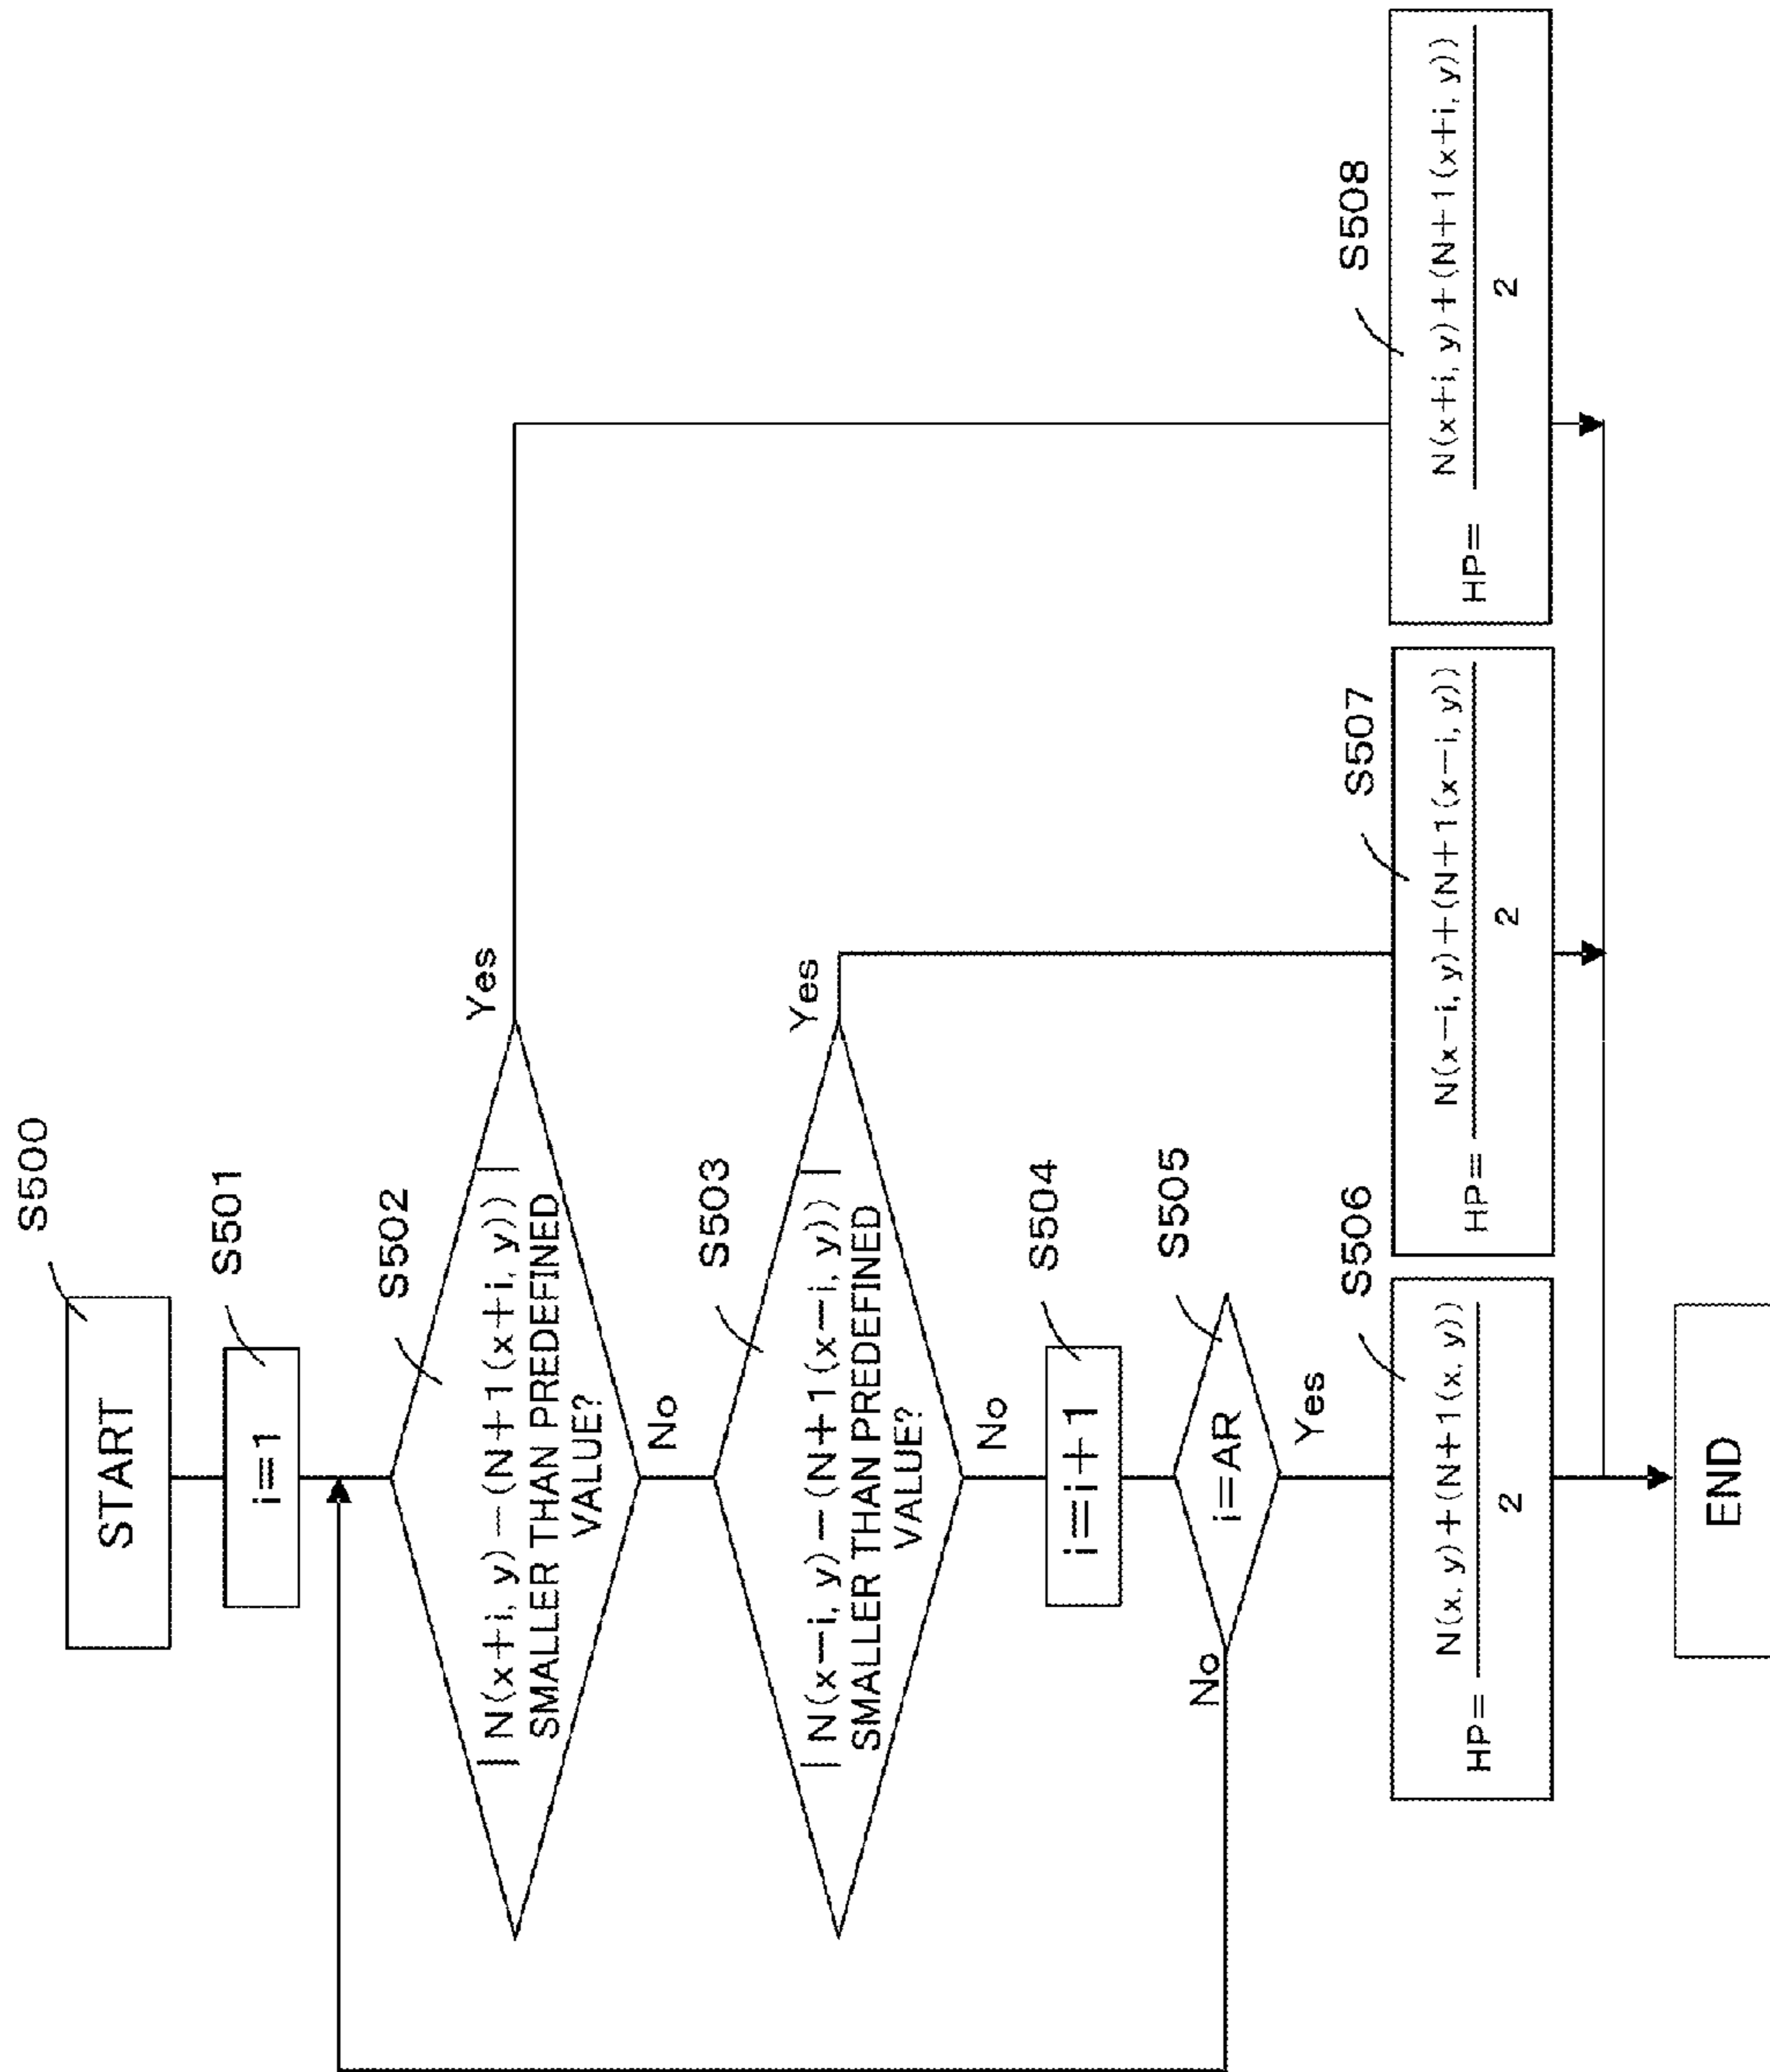 START
S500
i=1
S501
|N(x+i, y)-(N+1(x+i, y))|
SMALLER THAN PREDEFINED
VALUE?
S502
Yes
No
|N(x-i, y)-(N+1(x-i, y))|
SMALLER THAN PREDEFINED
VALUE?
S503
Yes
No
i=i+1
S504
i=AR
S505
No
Yes
HP=
N(x, y)+(N+1(x, y))
2
S506
HP=
N(x-i, y)+(N+1(x-i, y))
2
S507
HP=
N(x+i, y)+(N+1(x+i, y))
2
S508
END